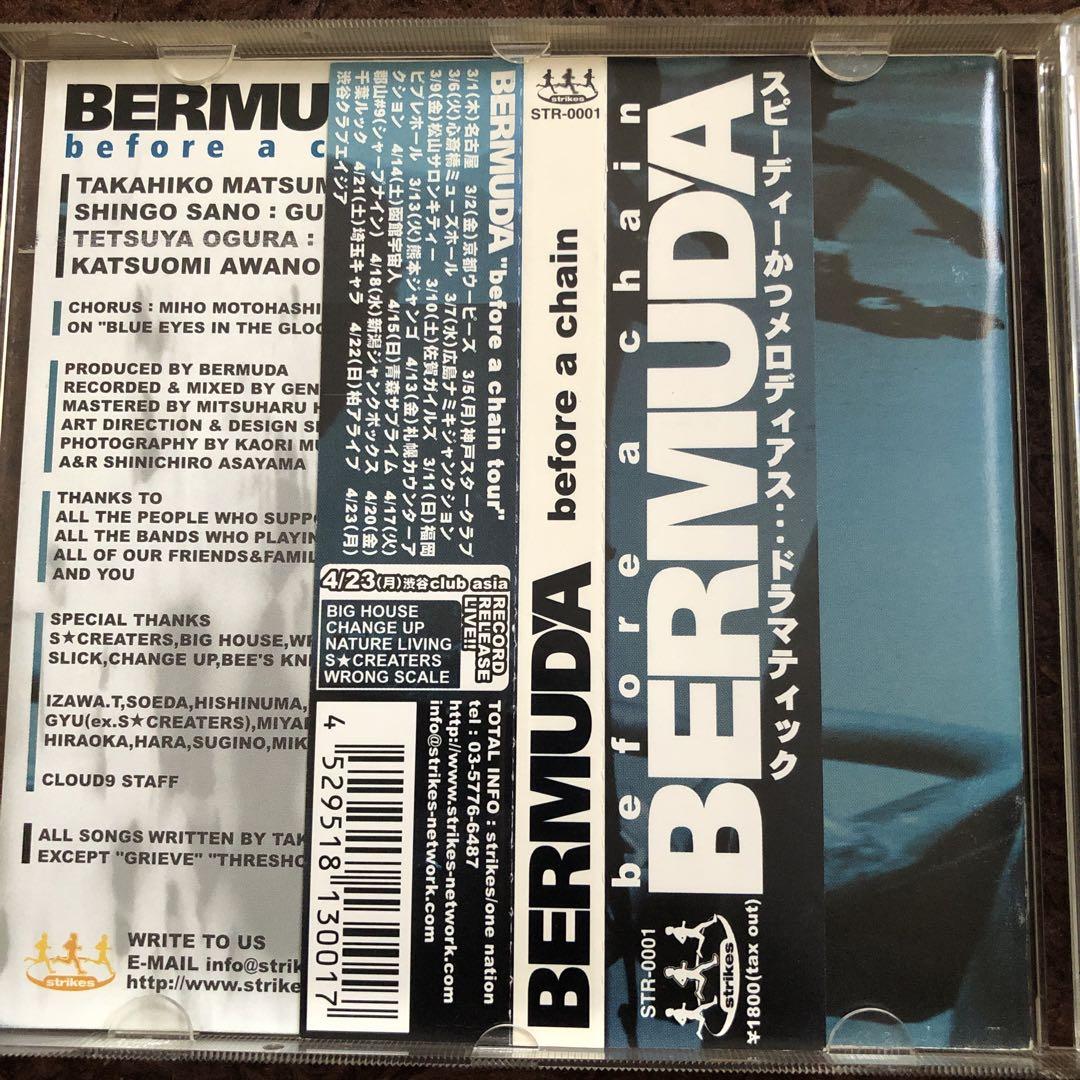 BERMU
before a c
TAKAHIKO MATSUM
SHINGO SANO : GU
TETSUYA OGURA :
KATSUOMI AWANO
CHORUS : MIHO MOTOHASHI
ON "BLUE EYES IN THE GLOO
PRODUCED BY BERMUDA
RECORDED & MIXED BY GEN
MASTERED BY MITSUHARU H
ART DIRECTION & DESIGN SE
PHOTOGRAPHY BY KAORI MU
A&R SHINICHIRO ASAYAMA
THANKS TO
ALL THE PEOPLE WHO SUPPO
ALL THE BANDS WHO PLAYIN
ALL OF OUR FRIENDS&FAMIL
AND YOU
SPECIAL THANKS
S★CREATERS,BIG HOUSE,WR
SLICK,CHANGE UP,BEE'S KN
IZAWA.T,SOEDA,HISHINUMA,
GYU(ex.S★CREATERS),MIYA
HIRAOKA,HARA,SUGINO,MIK
CLOUD9 STAFF
ALL SONGS WRITTEN BY TAK
EXCEPT "GRIEVE" "THRESHO
strikes
WRITE TO US
E-MAIL info@strik
http://www.strike
BERMUDA "before a chain tour"
3/1(木)名古屋 3/2(金)京都ウーピース 3/5(月)神戸スタークラブ
3/6(火)心斎橋ミューズホール 3/7(水)広島ナミキジャンクション
3/9(金)松山サロンキティー 3/10(土)佐賀ガイルス 3/11(日)福岡
ビブレホール 3/13(火)熊本ジャンゴ 4/13(金)札幌カウンターア
クション 4/14(土)函館宇宙人 4/15(日)青森サブライム 4/17(火)
郡山#9(シャープナイン) 4/18(水)新潟ジャンクボックス 4/20(金)
千葉ルック 4/21(土)埼玉キャラ 4/22(日)柏アライブ 4/23(月)
渋谷クラブエイジア
4/23(月)渋谷club asia
RECORD
RELEASE
LIVE!!
BIG HOUSE
CHANGE UP
NATURE LIVING
S★CREATERS
WRONG SCALE
TOTAL INFO : strikes/one nation
tel : 03-5776-6487
http://www.strikes-network.com
info@strikes-network.com
4 529518 130017
strikes
STR-0001
before a chain
BERMUDA
スピーディーかつメロディアス…ドラマティック
BERMUDA
before a chain
STR-0001
strikes
¥1800(tax out)